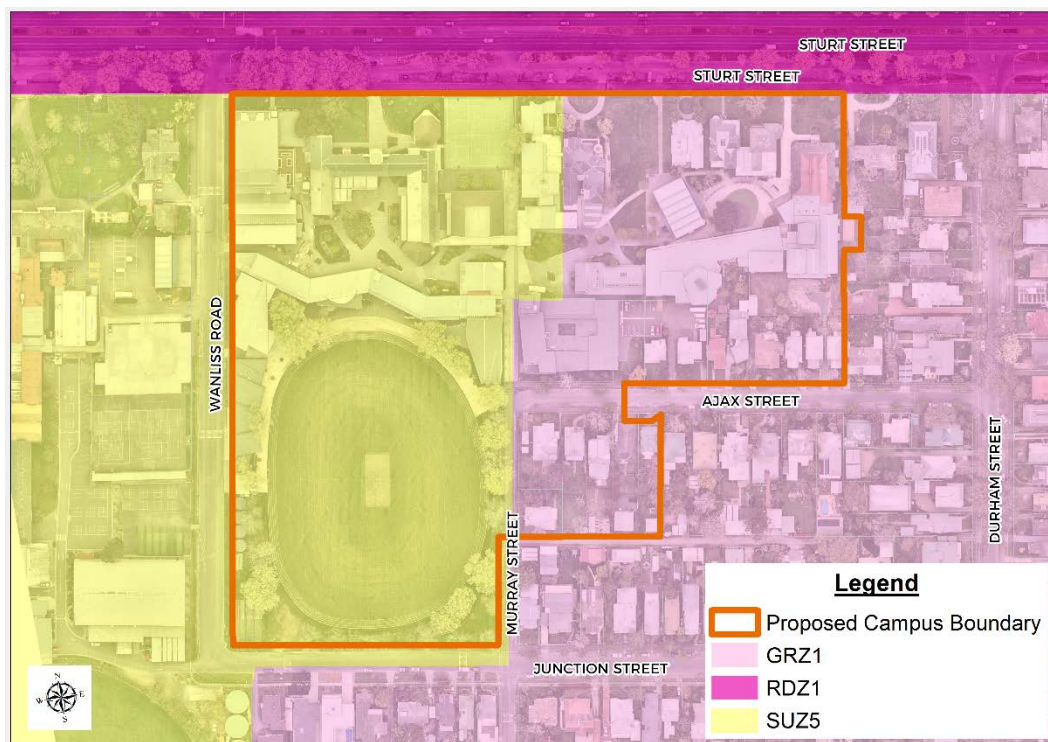 STURT STREET
STURT STREET
WANLISS ROAD
AJAX STREET
DURHAM STREET
MURRAY STREET
JUNCTION STREET
Legend
Proposed Campus Boundary
GRZ1
RDZ1
SUZ5
N
W E
S